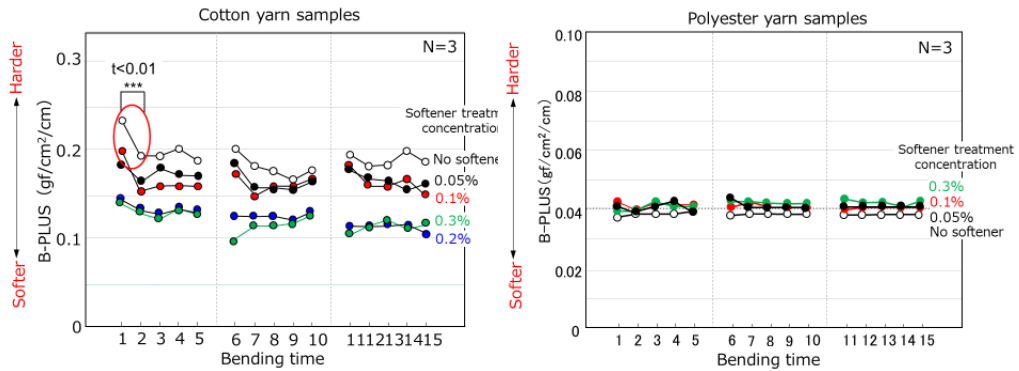 Cotton yarn samples
Harder
Softer
B-PLUS (gf/cm2/cm)
0.3
0.2
0.1
0
N=3
t<0.01
***
Softener treatm
concentration
No softene
0.05%
0.1%
0.3%
0.2%
1 2 3 4 5 6 7 8 9 10 11 11 12 13 14 15
Bending time
Polyester yarn samples
Harder
Softer
B-PLUS (gf/cm2/cm)
0.10
0.08
0.06
0.04
0.02
0
N=3
Softener treatment
concentration
0.3%
0.1%
0.05%
No softener
1 2 3 4 5 6 7 8 9 10 11 12 13 14 15
Bending time